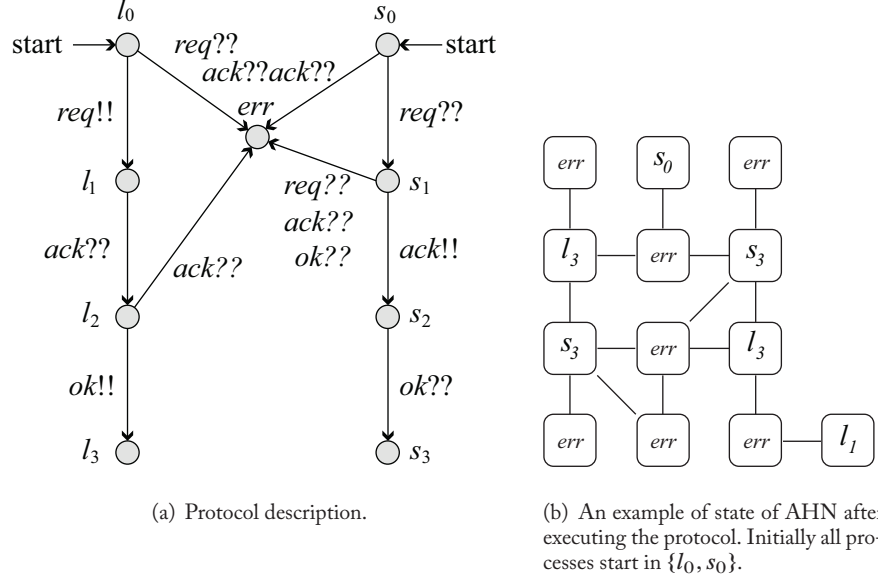 l0 s0
start req?? start
ack??ack??
err
req!! req??
l1 req?? s1
ack??
ok??
ack?? ack?? ack!!
l2 s2
ok!! ok??
l3 s3
(a) Protocol description.
err s0 err
l3 err s3
s3 err l3
err err err l1
(b) An example of state of AHN after
executing the protocol. Initially all pro-
cesses start in {l0, s0}.